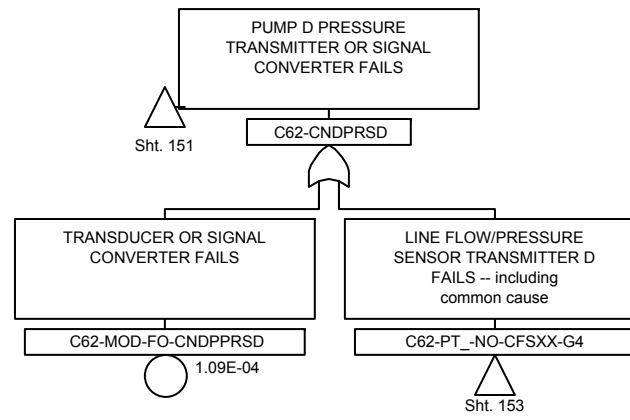 PUMP D PRESSURE
TRANSMITTER OR SIGNAL
CONVERTER FAILS
Sht. 151
C62-CNDPRSD
TRANSDUCER OR SIGNAL
CONVERTER FAILS
C62-MOD-FO-CNDPPRSD
1.09E-04
LINE FLOW/PRESSURE
SENSOR TRANSMITTER D
FAILS -- including
common cause
C62-PT_-NO-CFSXX-G4
Sht. 153